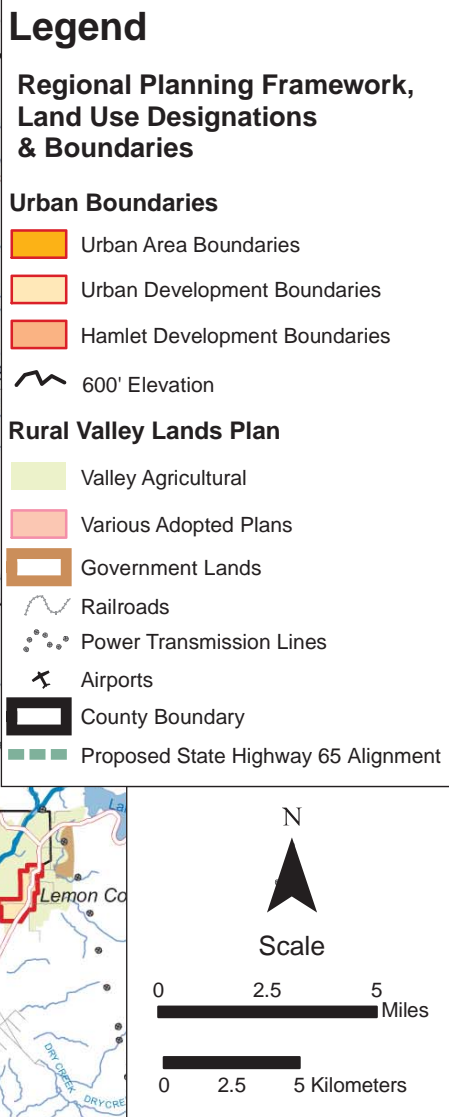 Legend
Regional Planning Framework,
Land Use Designations
& Boundaries
Urban Boundaries
Urban Area Boundaries
Urban Development Boundaries
Hamlet Development Boundaries
600' Elevation
Rural Valley Lands Plan
Valley Agricultural
Various Adopted Plans
Government Lands
Railroads
Power Transmission Lines
Airports
County Boundary
Proposed State Highway 65 Alignment
Lemon Co
DRY CREEK
DRY CRE
N
Scale
0 2.5 5
Miles
0 2.5 5 Kilometers